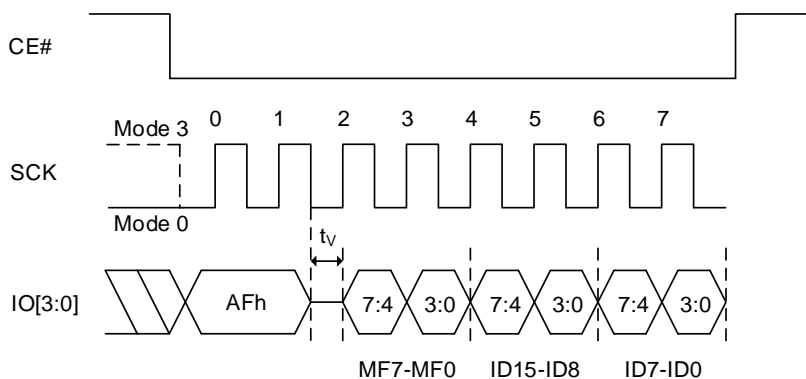 CE#
Mode 3
0 1 2 3 4 5 6 7
SCK
Mode 0
tV
IO[3:0]
AFh
7:4 3:0 7:4 3:0 7:4 3:0
MF7-MF0 ID15-ID8 ID7-ID0